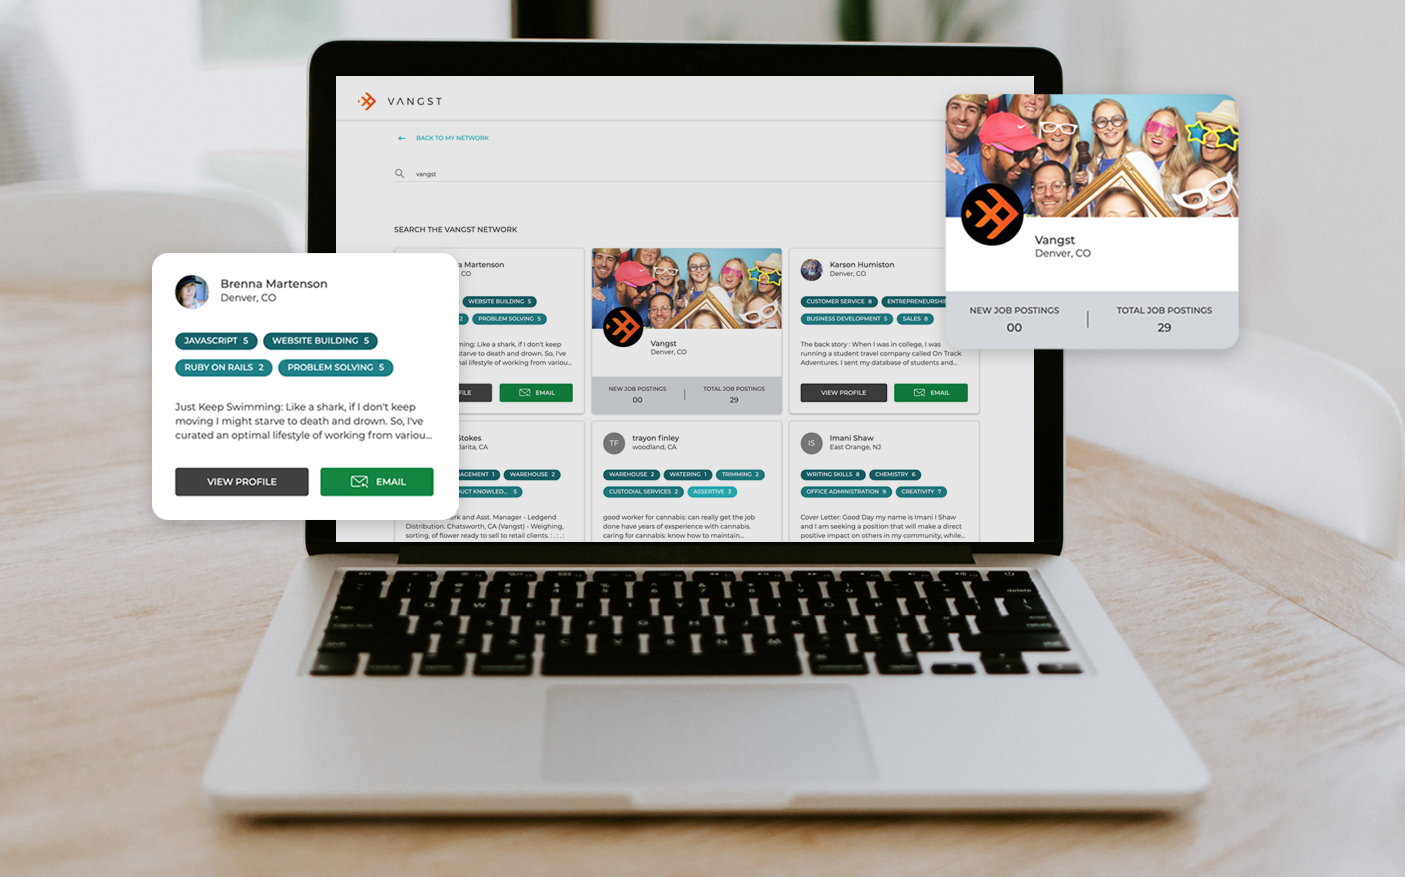 VANGST
BACK TO MY NETWORK
vangst
SEARCH THE VANGST NETWORK
Brenna Martenson
Denver, CO
JAVASCRIPT 5
WEBSITE BUILDING 5
RUBY ON RAILS 2
PROBLEM SOLVING 5
Just Keep Swimming: Like a shark, if I don't keep
moving I might starve to death and drown. So, I've
curated an optimal lifestyle of working from variou...
VIEW PROFILE
EMAIL
a Martenson
CO
WEBSITE BUILDING 5
2
PROBLEM SOLVING 5
ming: Like a shark, if I don't keep
starve to death and drown. So, I've
nal lifestyle of working from variou...
FILE
EMAIL
Vangst
Denver, CO
NEW JOB POSTINGS
00
TOTAL JOB POSTINGS
29
Karson Humiston
Denver, CO
CUSTOMER SERVICE 8
ENTREPRENEURSHI
BUSINESS DEVELOPMENT 5
SALES 8
The back story : When I was in college, I was
running a student travel company called On Track
Adventures. I sent my database of students and...
VIEW PROFILE
EMAIL
Vangst
Denver, CO
NEW JOB POSTINGS
00
TOTAL JOB POSTINGS
29
Stokes
larita, CA
AGEMENT 1
WAREHOUSE 2
UCT KNOWLED... 5
erk and Asst. Manager - Ledgend
Distribution. Chatsworth, CA (Vangst) - Weighing,
sorting, of flower ready to sell to retail clients. : . : . :
TF
trayon finley
woodland, CA
WAREHOUSE 2
WATERING 1
TRIMMING 2
CUSTODIAL SERVICES 2
ASSERTIVE 3
good worker for cannabis: can really get the job
done have years of exsperience with cannabis.
caring for cannabis: know how to maintain...
IS
Imani Shaw
East Orange, NJ
WRITING SKILLS 8
CHEMISTRY 6
OFFICE ADMINISTRATION 9
CREATIVITY 7
Cover Letter: Good Day my name is Imani I Shaw
and I am seeking a position that will make a direct
positive impact on others in my community, while...